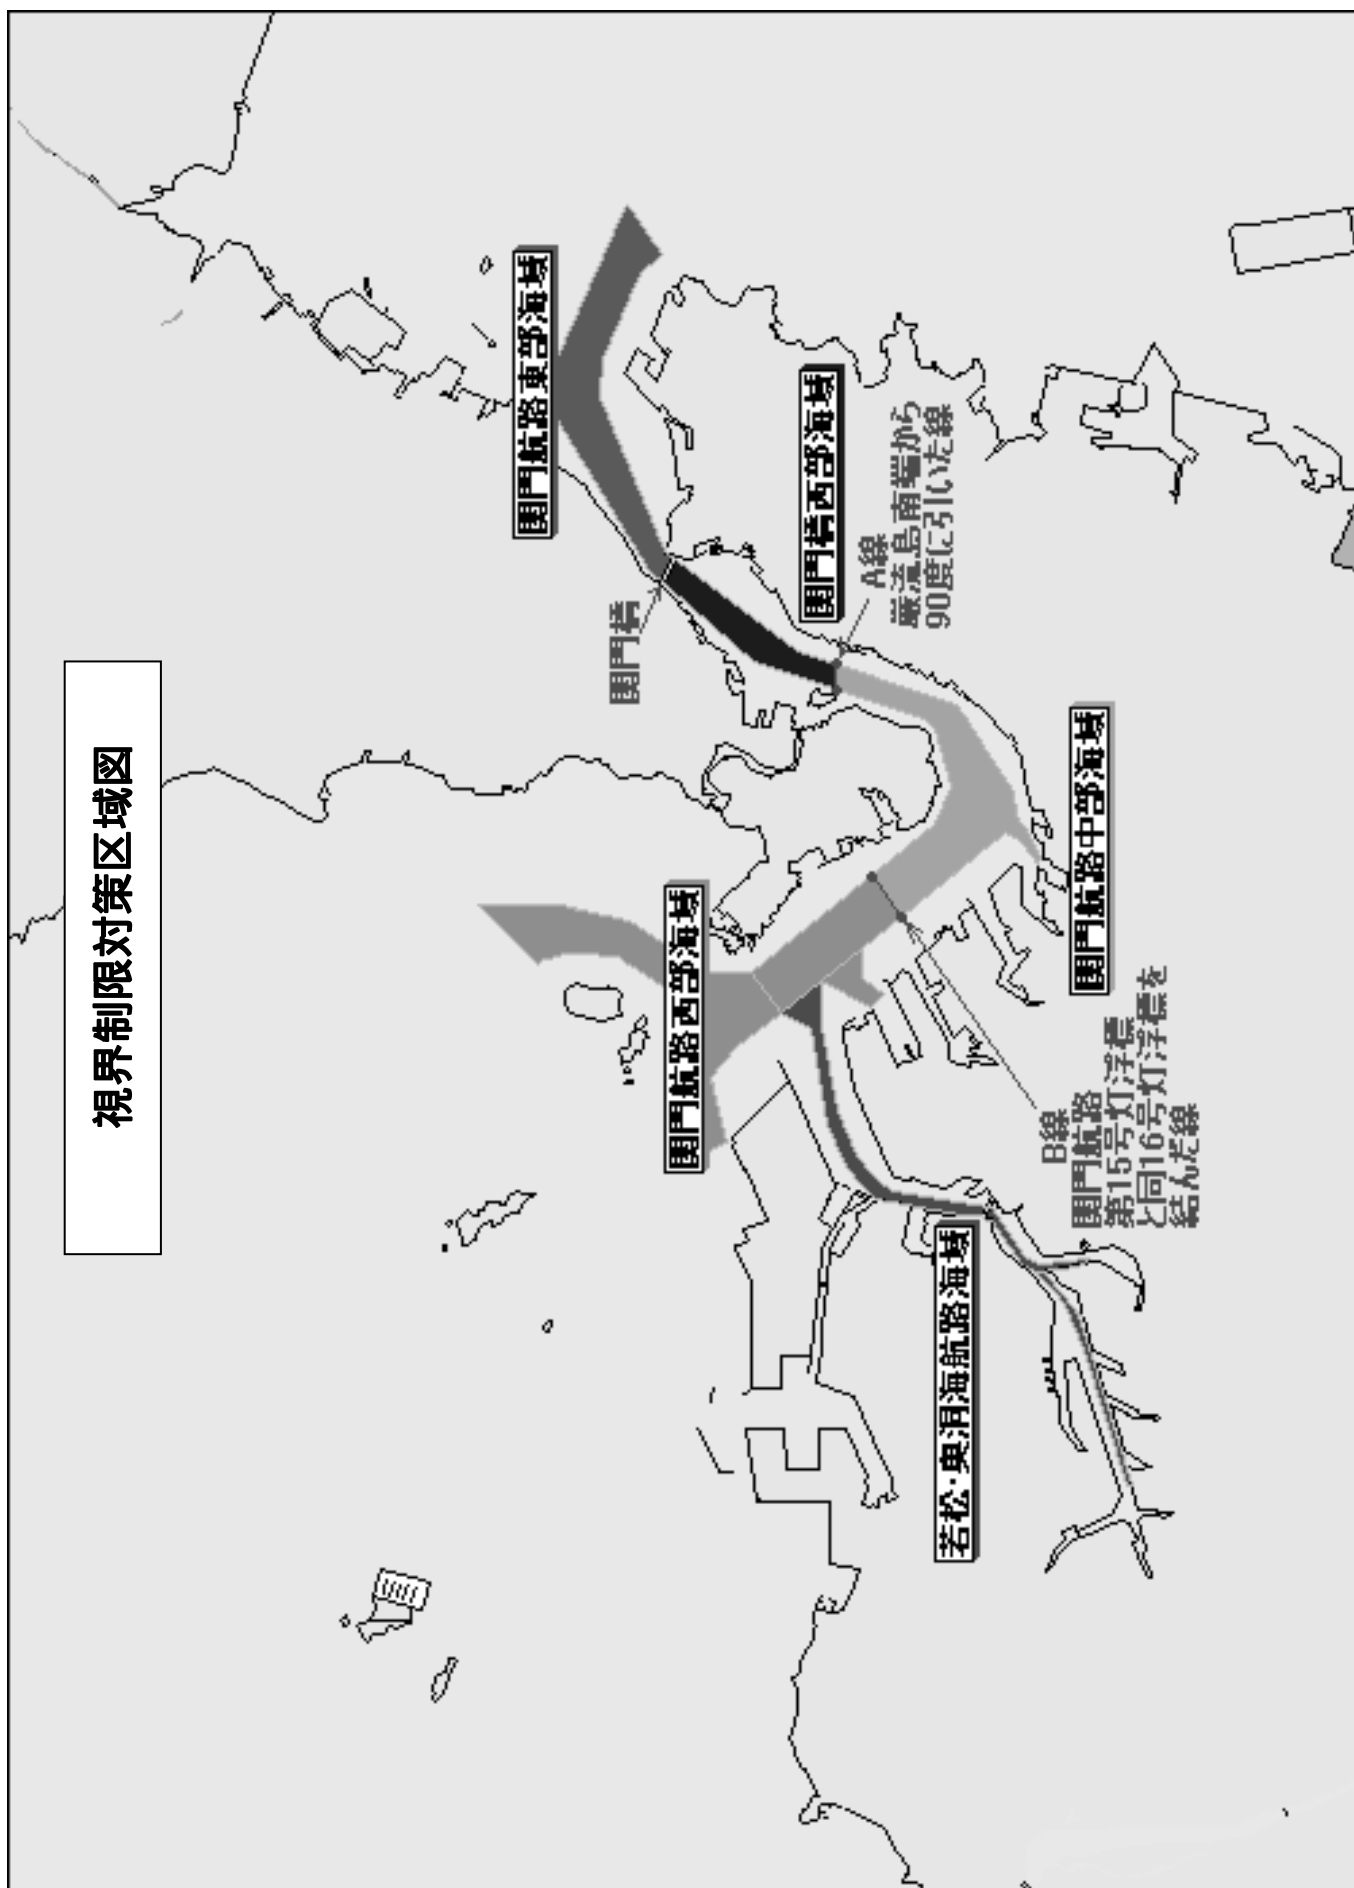 視界制限対策区域図
関門航路東部海域
関門橋
関門橋西部海域
A線
厳流島南端から
90度に引いた線
関門航路西部海域
関門航路中部海域
B線
関門航路
第15号灯浮標
と同16号灯浮標を
結んだ線
若松・奥洞海航路海域